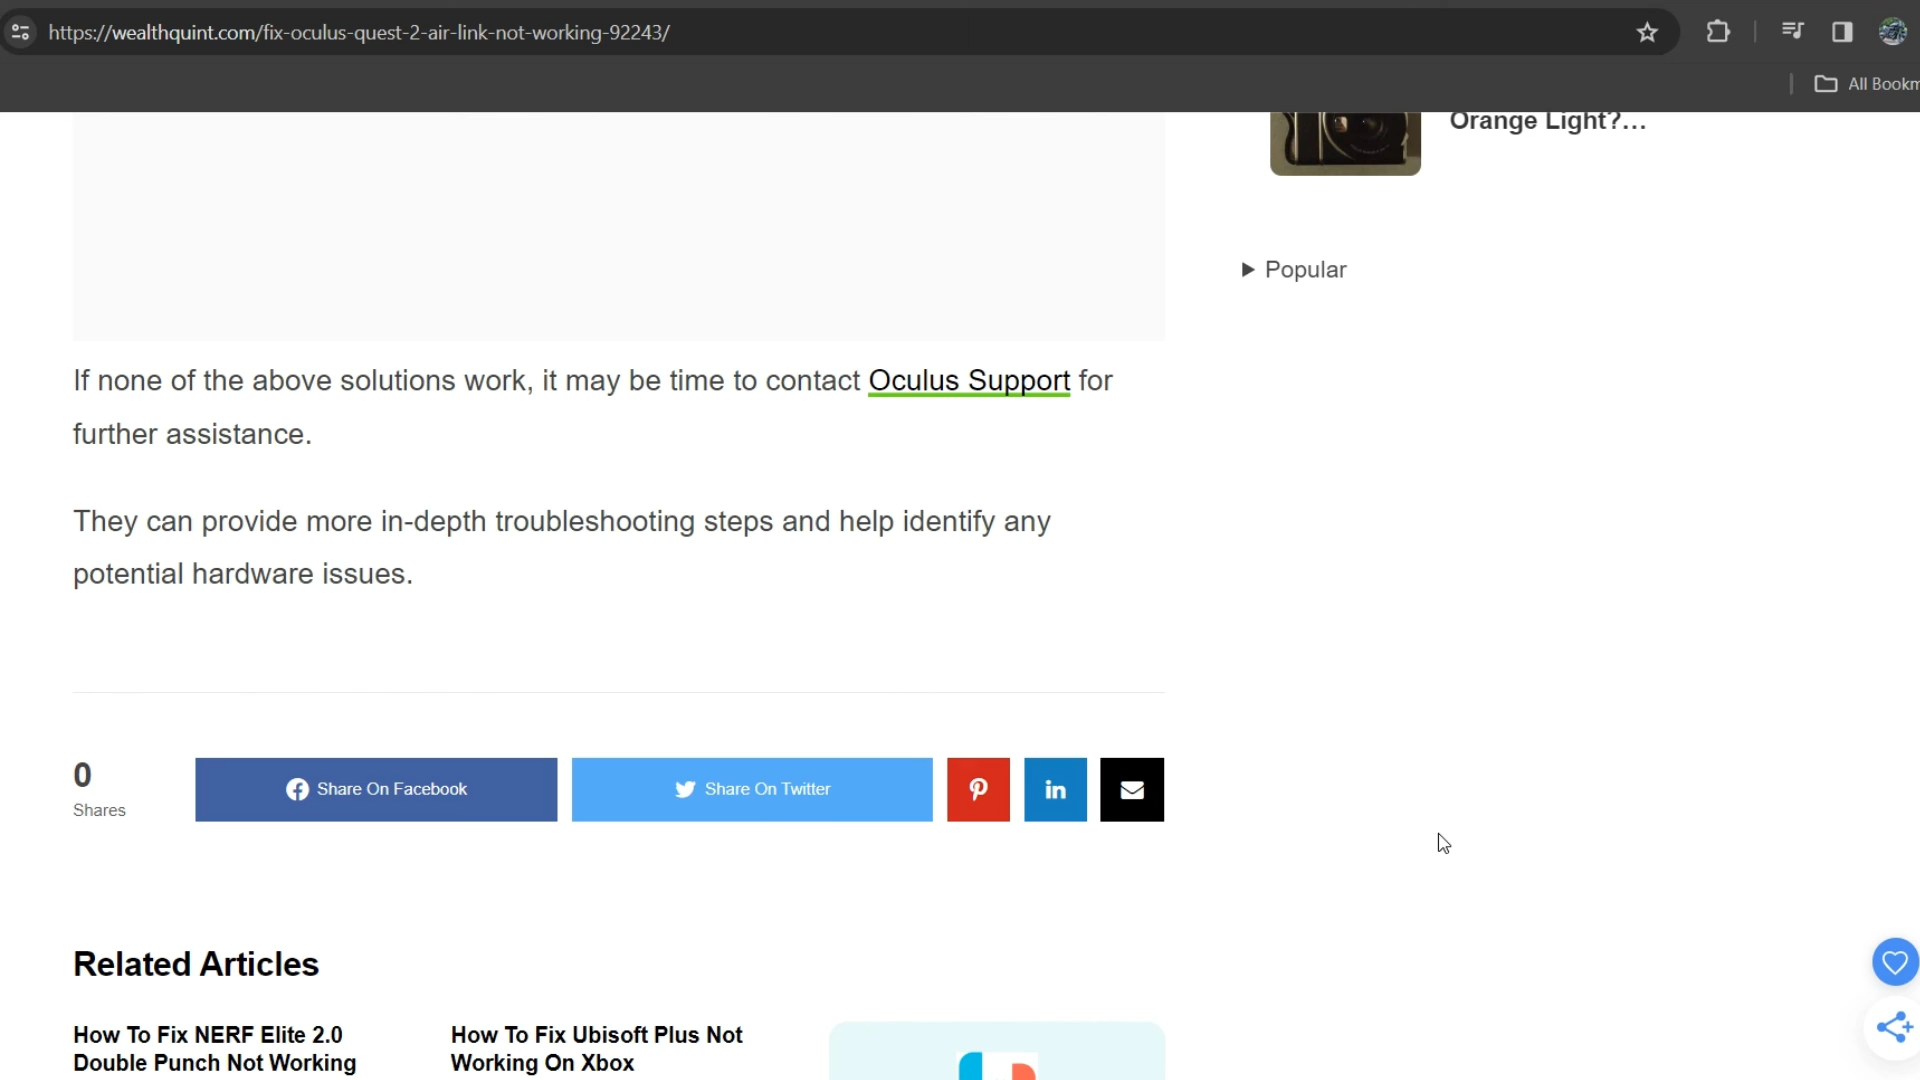 https://wealthquint.com/fix-oculus-quest-2-air-link-not-working-92243/
All Bookm
Orange Light?...
Popular
If none of the above solutions work, it may be time to contact Oculus Support for
further assistance.
They can provide more in-depth troubleshooting steps and help identify any
potential hardware issues.
0
Shares
Share On Facebook
Share On Twitter
in
Related Articles
How To Fix NERF Elite 2.0
Double Punch Not Working
How To Fix Ubisoft Plus Not
Working On Xbox